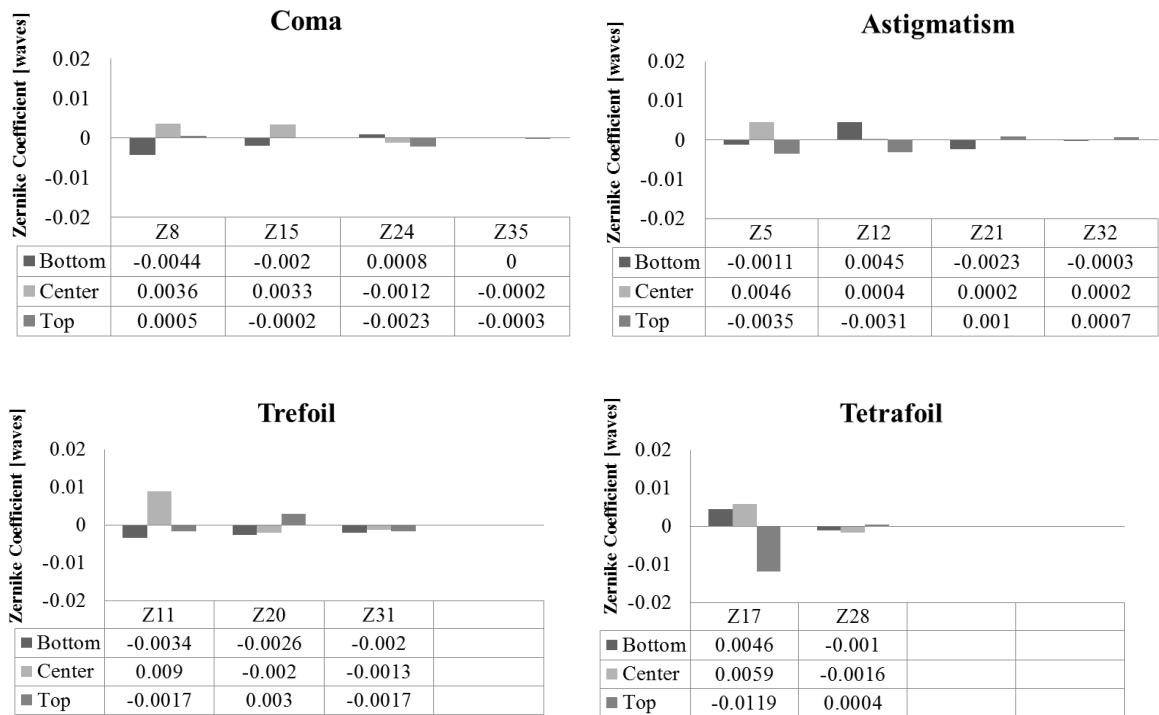 Coma
Zernike Coefficient [waves]
0.02
0.01
0
-0.01
-0.02
Z8 Z15 Z24 Z35
Bottom -0.0044 -0.002 0.0008 0
Center 0.0036 0.0033 -0.0012 -0.0002
Top 0.0005 -0.0002 -0.0023 -0.0003
Astigmatism
Zernike Coefficient [waves]
0.02
0.01
0
-0.01
-0.02
Z5 Z12 Z21 Z32
Bottom -0.0011 0.0045 -0.0023 -0.0003
Center 0.0046 0.0004 0.0002 0.0002
Top -0.0035 -0.0031 0.001 0.0007
Trefoil
Zernike Coefficient [waves]
0.02
0.01
0
-0.01
-0.02
Z11 Z20 Z31
Bottom -0.0034 -0.0026 -0.002
Center 0.009 -0.002 -0.0013
Top -0.0017 0.003 -0.0017
Tetrafoil
Zernike Coefficient [waves]
0.02
0.01
0
-0.01
-0.02
Z17 Z28
Bottom 0.0046 -0.001
Center 0.0059 -0.0016
Top -0.0119 0.0004